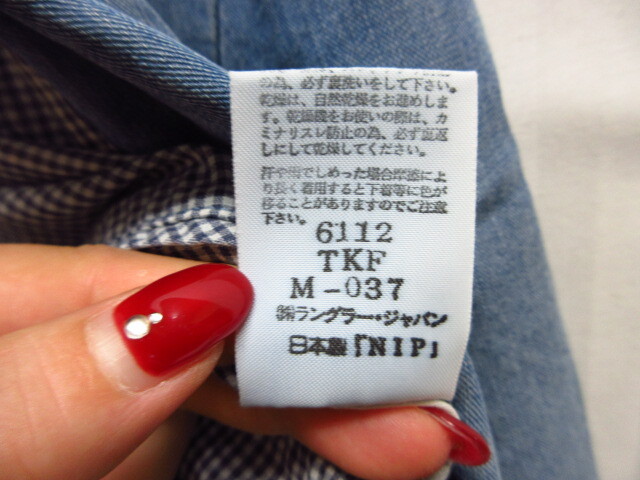 の為、必ず裏洗いをして下さい。
乾燥は、自然乾燥をお進めしま
す。乾燥機をお使いの際は、カ
ミナリスレ防止の為、必ず裏返
しにして乾燥してください。
汗や雨でしめった場合摩擦によ
り長く着用すると下着等に色が
移ることがありますのでご注意
下さい。
6112
TKF
M-037
㈱ラングラー・ジャパン
日本製「NIP」